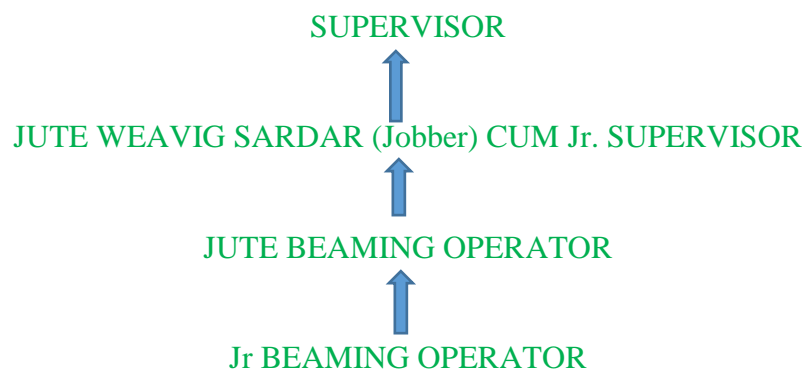 SUPERVISOR
JUTE WEAVIG SARDAR (Jobber) CUM Jr. SUPERVISOR
JUTE BEAMING OPERATOR
Jr BEAMING OPERATOR